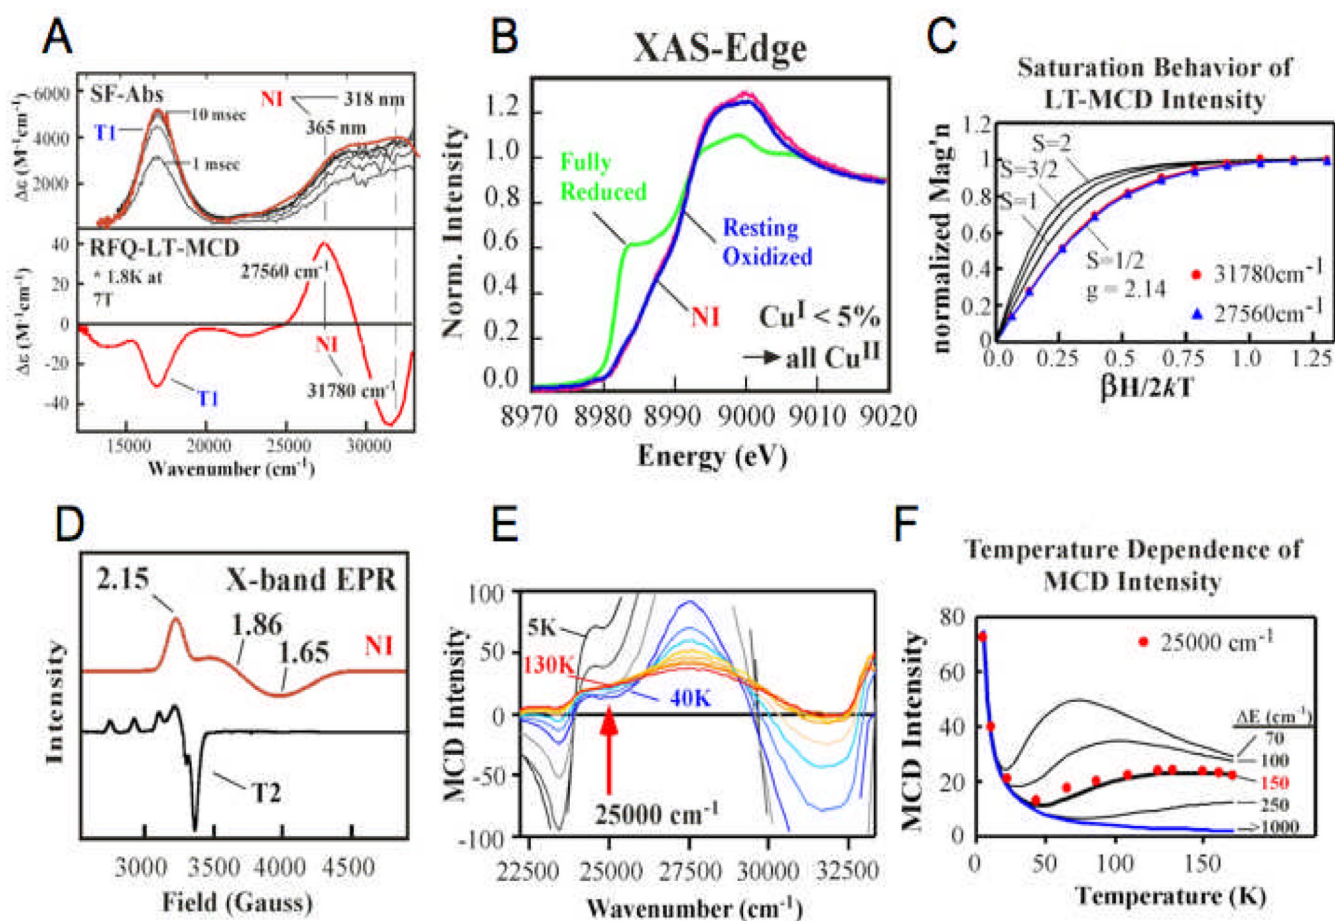 A
SF-Abs
T1
10 msec
1 msec
NI
318 nm
365 nm
6000
4000
2000
Δε (M⁻¹cm⁻¹)
RFQ-LT-MCD
* 1.8K at
7T
27560 cm⁻¹
NI
31780 cm⁻¹
T1
40
20
0
-20
-40
Δε (M⁻¹cm⁻¹)
15000 20000 25000 30000
Wavenumber (cm⁻¹)
B
XAS-Edge
Fully
Reduced
Resting
Oxidized
NI
Cuᴵ < 5%
all Cuᴵᴵ
1.2
1.0
0.8
0.6
0.4
0.2
0.0
Norm. Intensity
8970 8980 8990 9000 9010 9020
Energy (eV)
C
Saturation Behavior of
LT-MCD Intensity
S=2
S=3/2
S=1
S=1/2
g = 2.14
31780cm⁻¹
27560cm⁻¹
1.2
1
0.8
0.6
0.4
0.2
0
normalized Mag'n
0.0 0.25 0.5 0.75 1.0 1.25
βH/2kT
D
X-band EPR
2.15
1.86
1.65
NI
T2
Intensity
3000 3500 4000 4500
Field (Gauss)
E
5K
130K
40K
25000 cm⁻¹
100
50
0
-50
-100
MCD Intensity
22500 25000 27500 30000 32500
Wavenumber (cm⁻¹)
F
Temperature Dependence of
MCD Intensity
25000 cm⁻¹
ΔE (cm⁻¹)
70
100
150
250
>1000
80
60
40
20
0
MCD Intensity
0 50 100 150
Temperature (K)